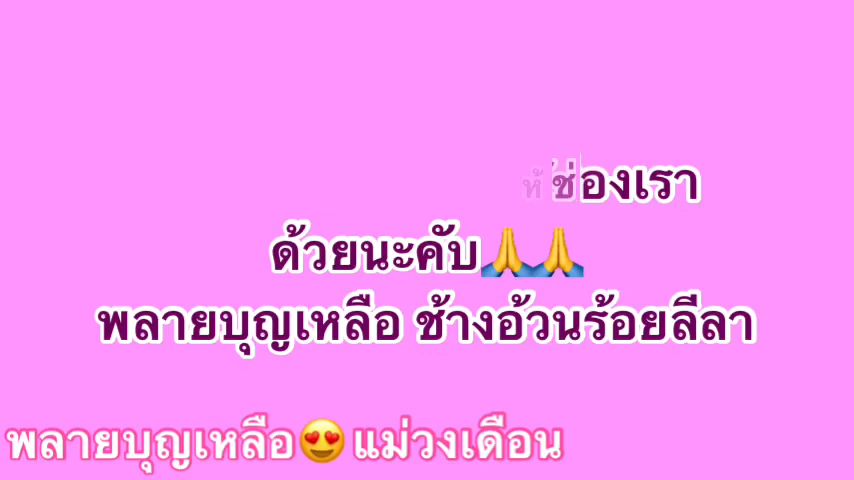 ช่องเรา
ด้วยนะคับ🙏🙏
พลายบุญเหลือ ช้างอ้วนร้อยลีลา
พลายบุญเหลือ😍แม่วงเดือน